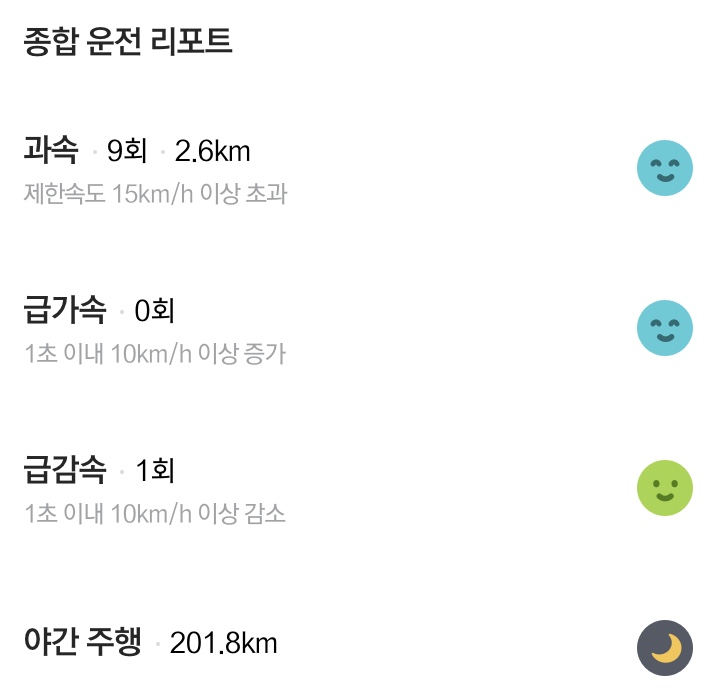 종합 운전 리포트
과속 · 9회 · 2.6km
제한속도 15km/h 이상 초과
급가속 · 0회
1초 이내 10km/h 이상 증가
급감속 · 1회
1초 이내 10km/h 이상 감소
야간 주행 · 201.8km